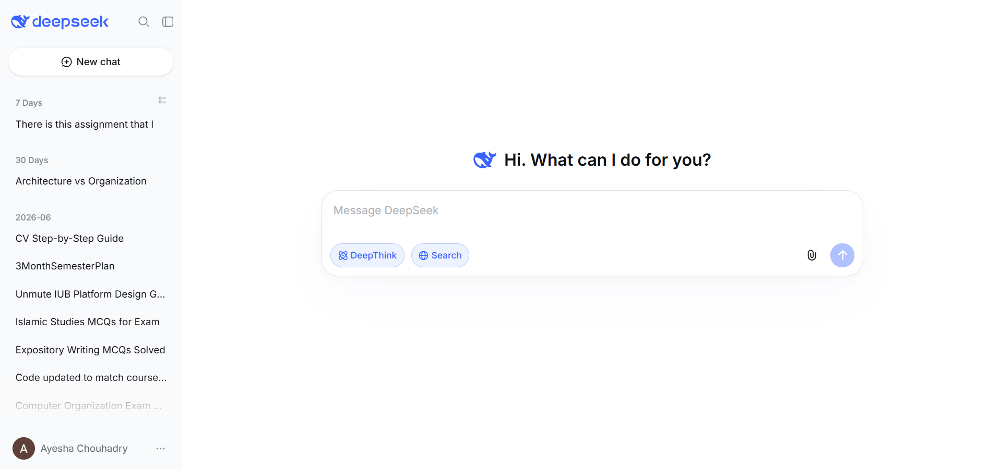 deepseek
New chat
7 Days
There is this assignment that I
30 Days
Architecture vs Organization
2026-06
CV Step-by-Step Guide
3MonthSemesterPlan
Unmute IUB Platform Design G...
Islamic Studies MCQs for Exam
Expository Writing MCQs Solved
Code updated to match course...
Computer Organization Exam ...
A Ayesha Chouhadry
Hi. What can I do for you?
Message DeepSeek
DeepThink Search